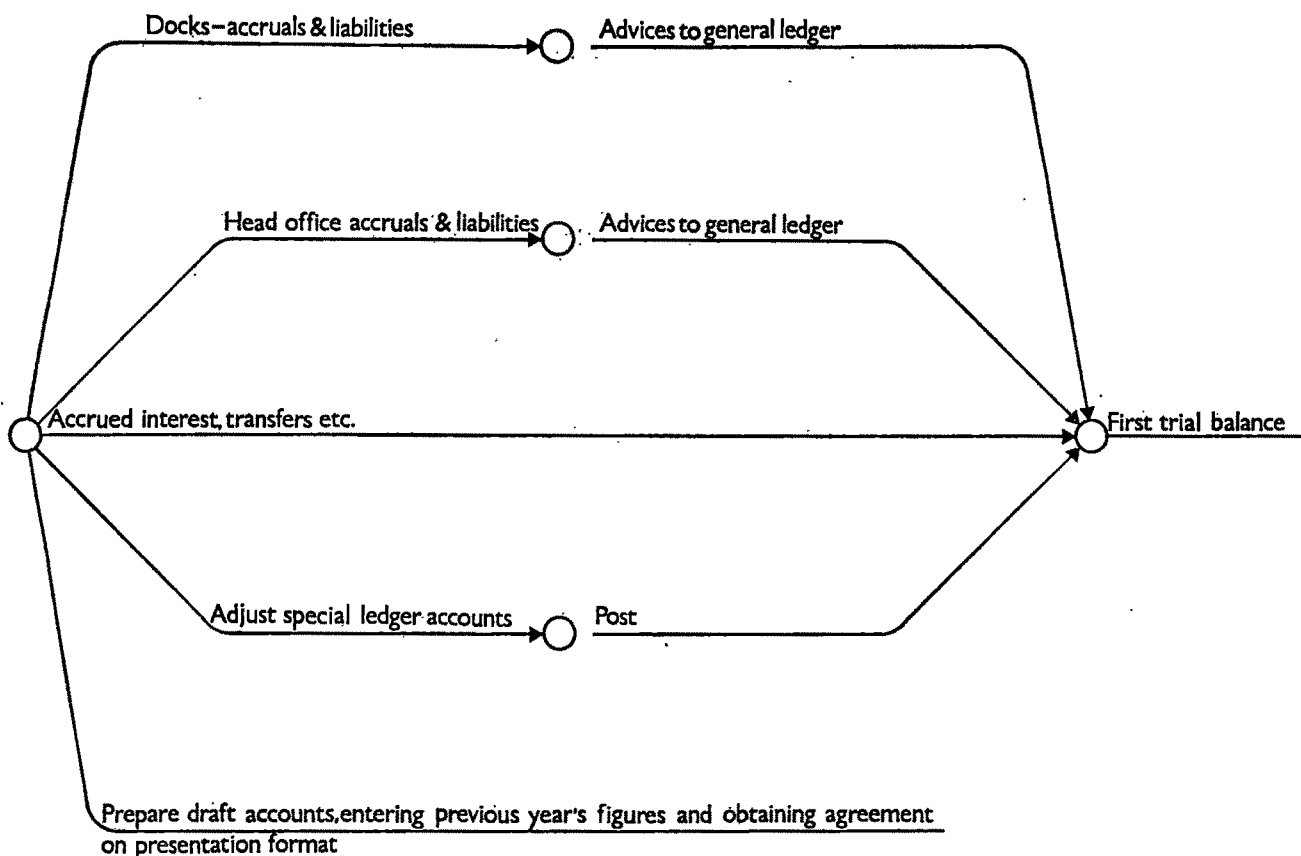 Docks–accruals & liabilities
Advices to general ledger
Head office accruals & liabilities
Advices to general ledger
Accrued interest, transfers etc.
First trial balance
Adjust special ledger accounts
Post
Prepare draft accounts,entering previous year's figures and obtaining agreement
on presentation format